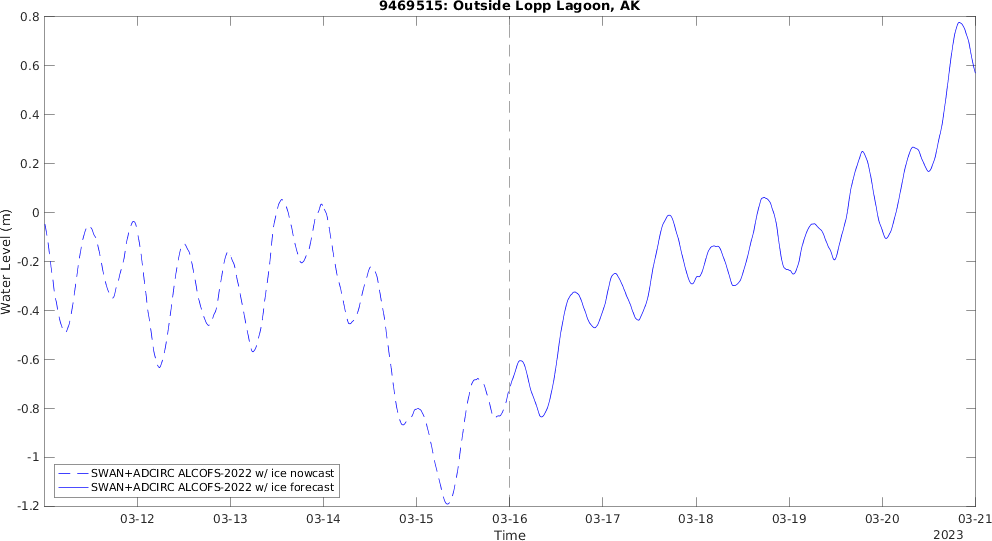 9469515: Outside Lopp Lagoon, AK
0.8
0.6
0.4
0.2
0
-0.2
-0.4
-0.6
-0.8
-1
-1.2
Water Level (m)
SWAN+ADCIRC ALCOFS-2022 w/ ice nowcast
SWAN+ADCIRC ALCOFS-2022 w/ ice forecast
03-12 03-13 03-14 03-15 03-16 03-17 03-18 03-19 03-20 03-21
Time
2023